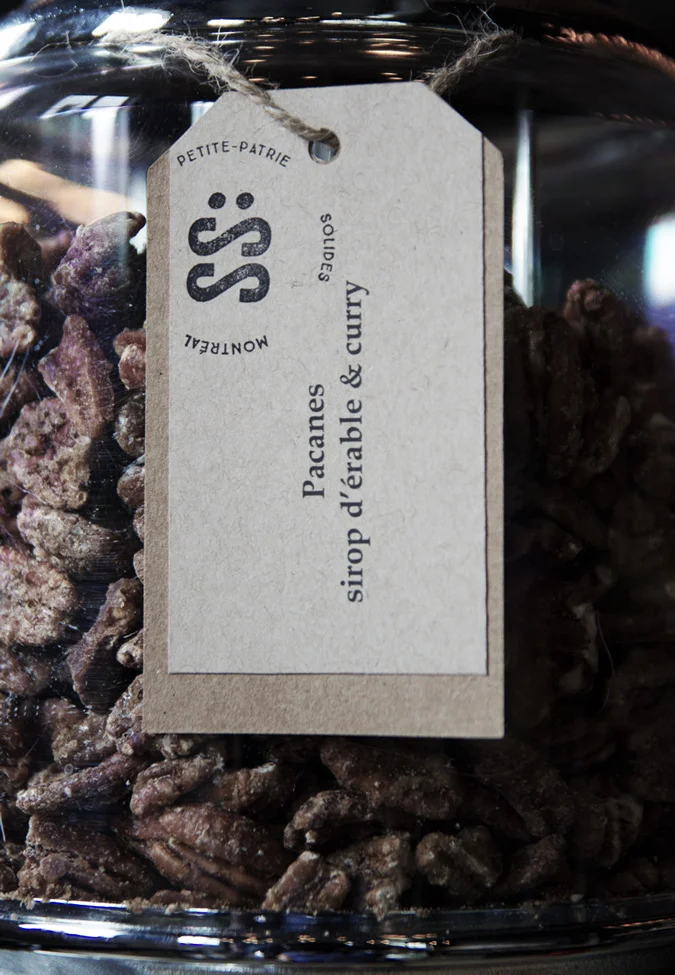 PETITE-PATRIE
SS:
MONTRÉAL
SOLIDES
Pacanes
sirop d'érable & curry